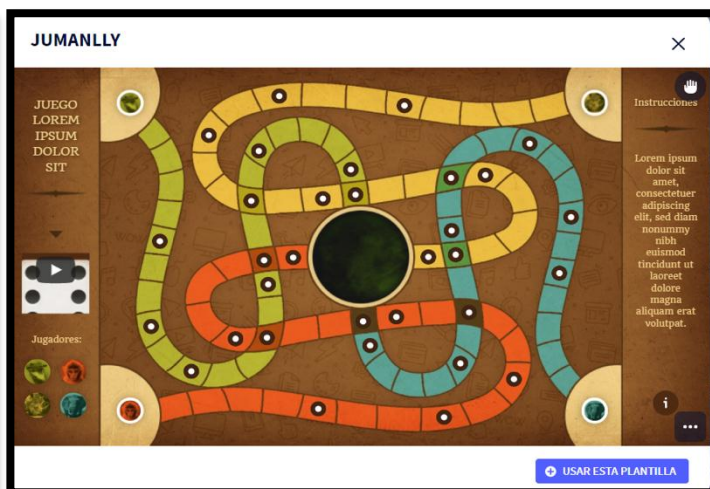 JUMANLLY
JUEGO
LOREM
IPSUM
DOLOR
SIT
Jugadores:
Instrucciones
Lorem ipsum
dolor sit
amet,
consectetuer
adipiscing
elit, sed diam
nonummy
nibh
euismod
tincidunt ut
laoreet
dolore
magna
aliquam erat
volutpat.
i
USAR ESTA PLANTILLA